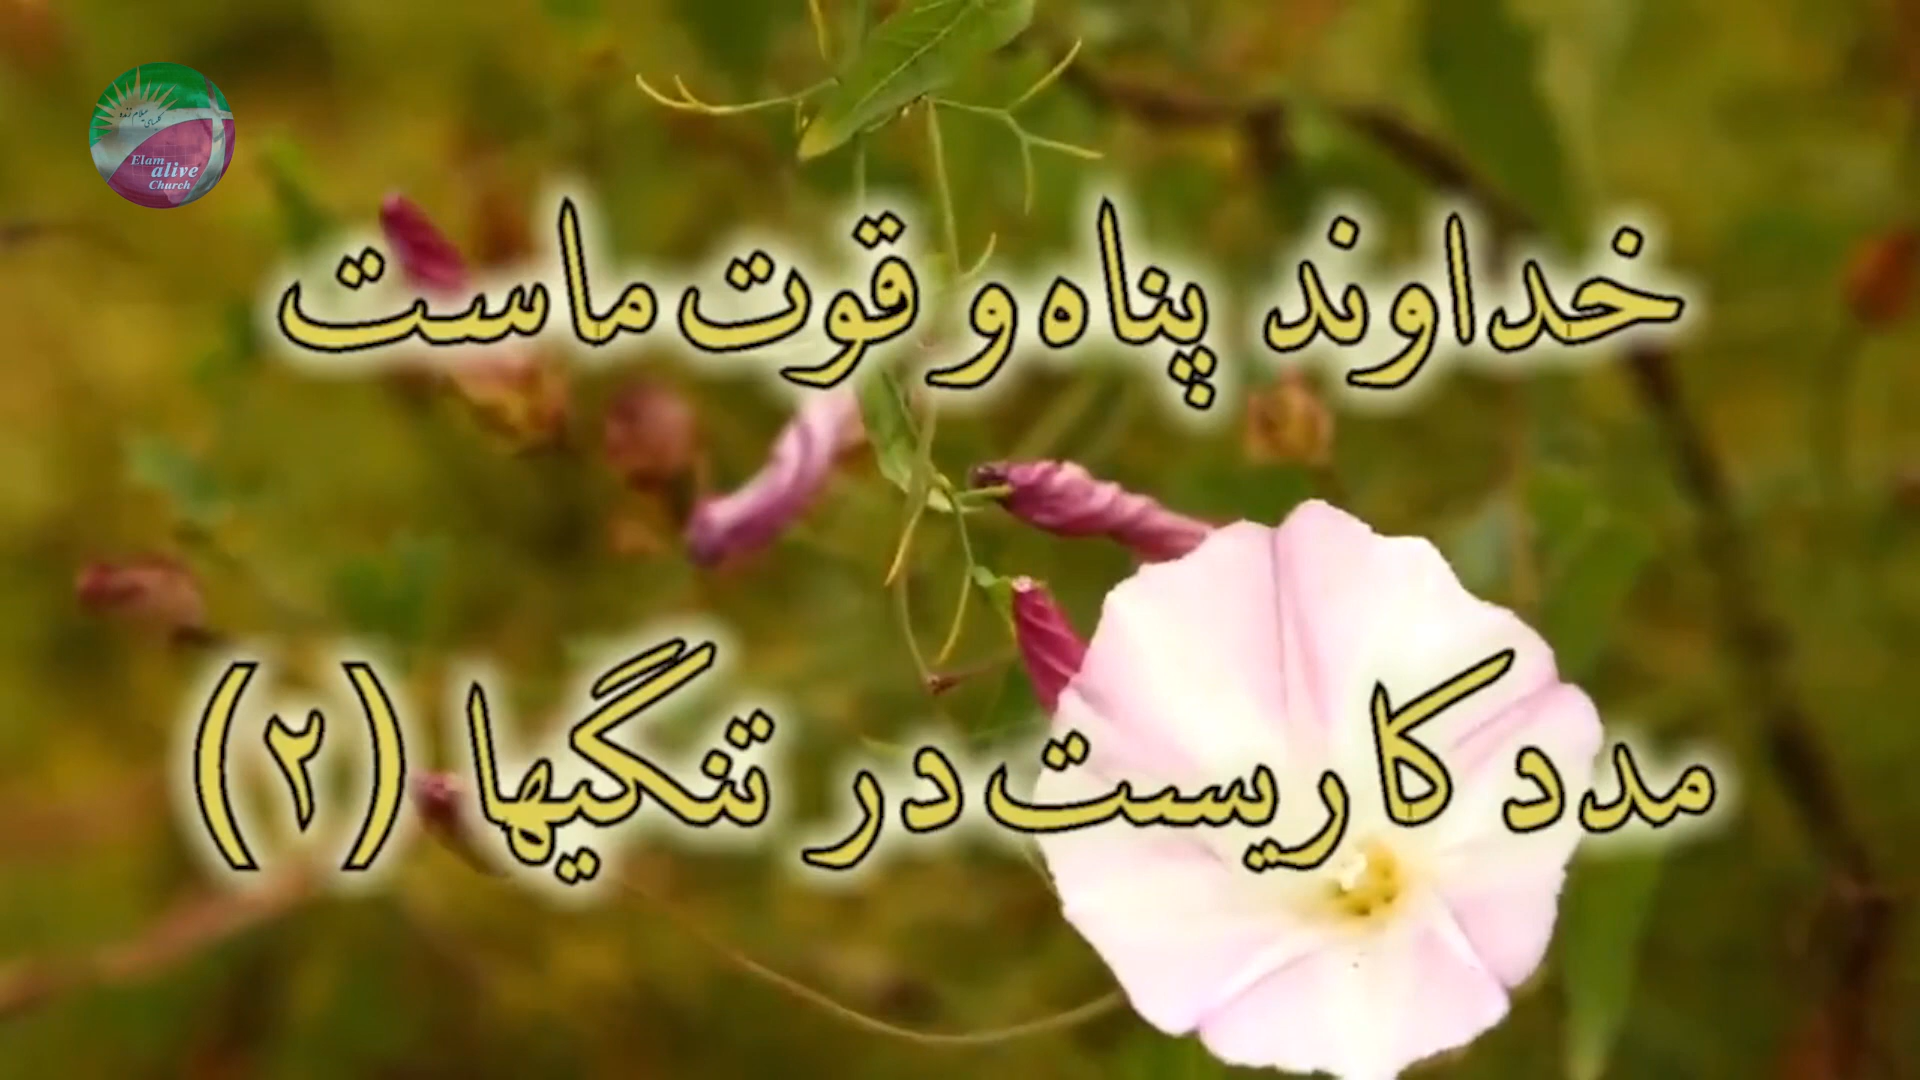 خداوند پناه و قوت ماست
مدد کاریست در تنگیها (۲)
Elam
alive
Church